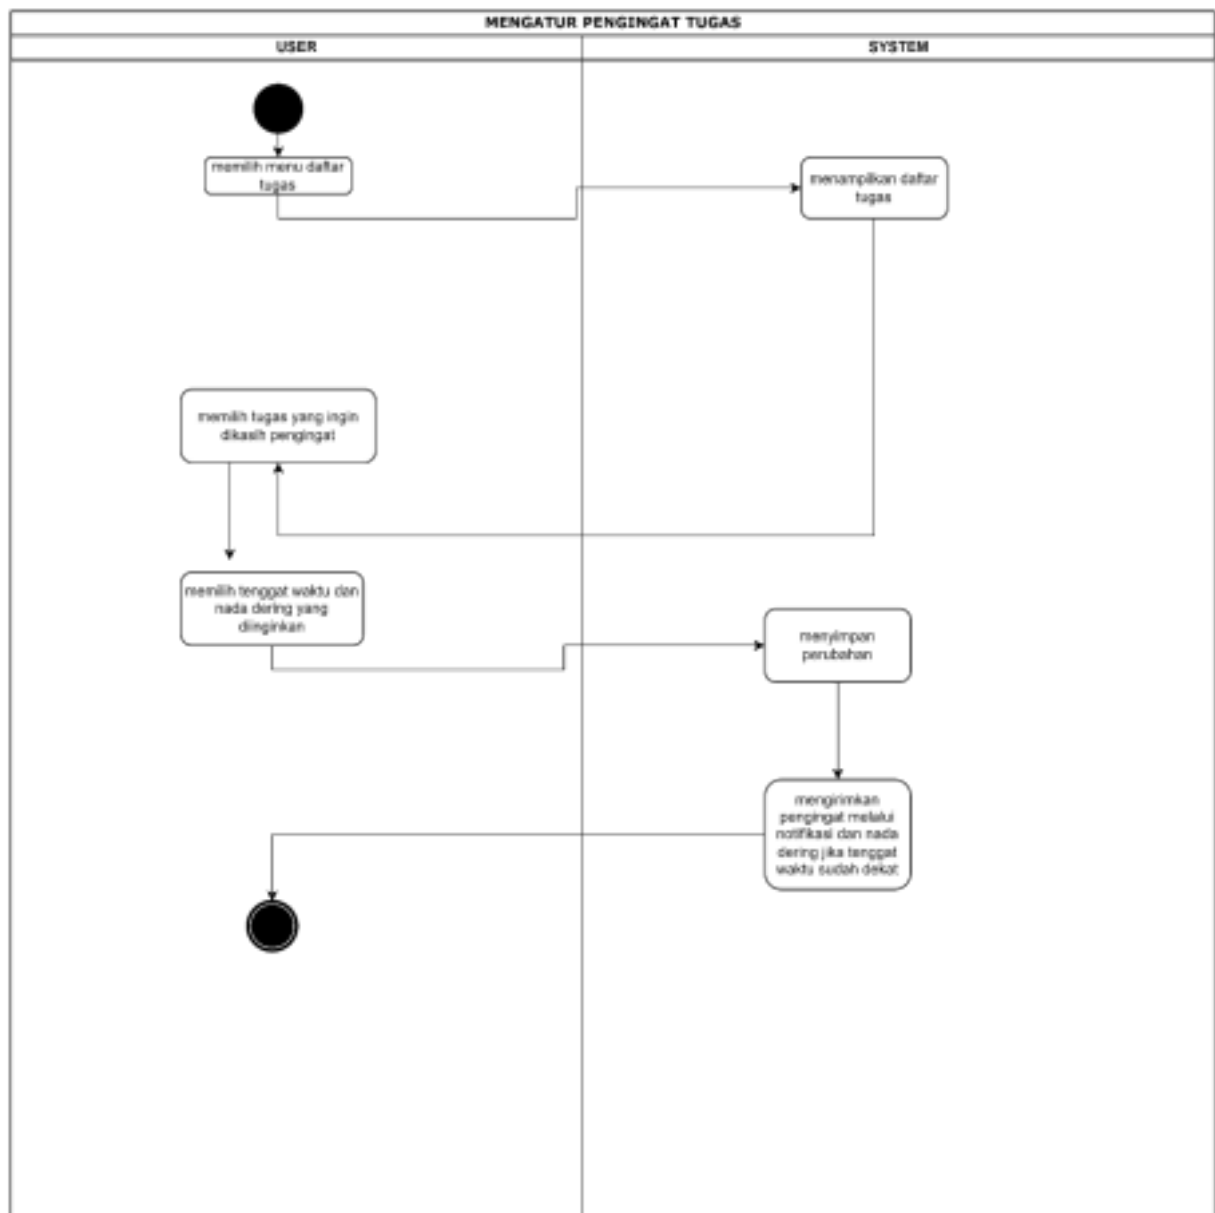 MENGATUR PENGINGAT TUGAS
USER
SYSTEM
memilih menu daftar
tugas
menampilkan daftar
tugas
memilih tugas yang ingin
dikasih pengingat
memilih tenggat waktu dan
nada dering yang
diinginkan
menyimpan
perubahan
mengirimkan
pengingat melalui
notifikasi dan nada
dering jika tenggat
waktu sudah dekat